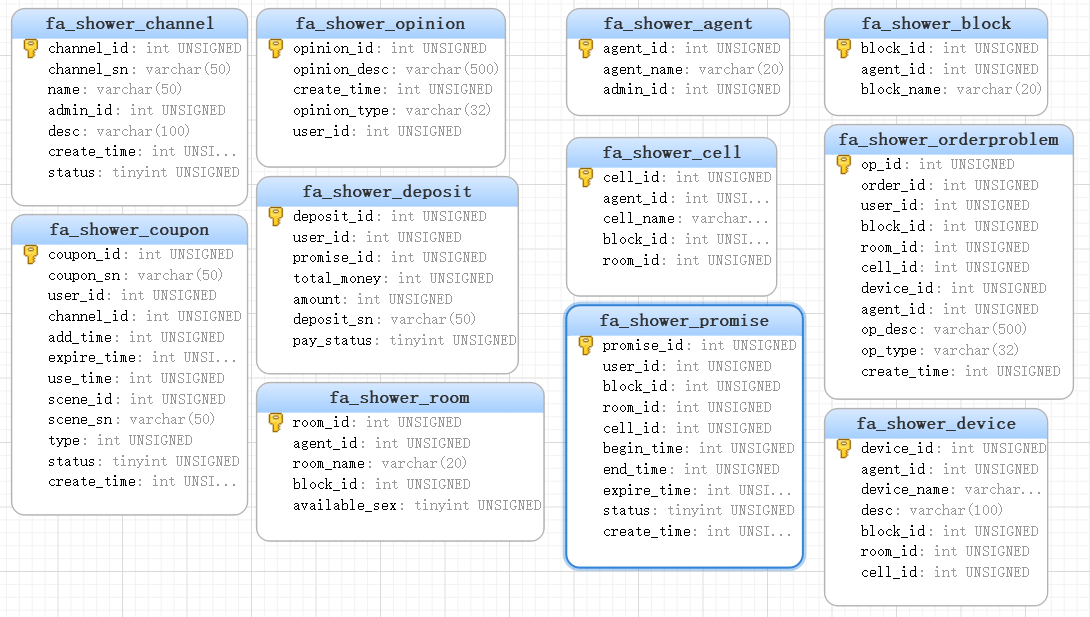 fa_shower_channel
channel_id: int UNSIGNED
channel_sn: varchar(50)
name: varchar(50)
admin_id: int UNSIGNED
desc: varchar(100)
create_time: int UNSI...
status: tinyint UNSIGNED
fa_shower_coupon
coupon_id: int UNSIGNED
coupon_sn: varchar(50)
user_id: int UNSIGNED
channel_id: int UNSIGNED
add_time: int UNSIGNED
expire_time: int UNSI...
use_time: int UNSIGNED
scene_id: int UNSIGNED
scene_sn: varchar(50)
type: int UNSIGNED
status: tinyint UNSIGNED
create_time: int UNSI...
fa_shower_opinion
opinion_id: int UNSIGNED
opinion_desc: varchar(500)
create_time: int UNSIGNED
opinion_type: varchar(32)
user_id: int UNSIGNED
fa_shower_deposit
deposit_id: int UNSIGNED
user_id: int UNSIGNED
promise_id: int UNSIGNED
total_money: int UNSIGNED
amount: int UNSIGNED
deposit_sn: varchar(50)
pay_status: tinyint UNSIGNED
fa_shower_room
room_id: int UNSIGNED
agent_id: int UNSIGNED
room_name: varchar(20)
block_id: int UNSIGNED
available_sex: tinyint UNSIGNED
fa_shower_agent
agent_id: int UNSIGNED
agent_name: varchar(20)
admin_id: int UNSIGNED
fa_shower_cell
cell_id: int UNSIGNED
agent_id: int UNSI...
cell_name: varchar...
block_id: int UNSI...
room_id: int UNSIGNED
fa_shower_promise
promise_id: int UNSIGNED
user_id: int UNSIGNED
block_id: int UNSIGNED
room_id: int UNSIGNED
cell_id: int UNSIGNED
begin_time: int UNSIGNED
end_time: int UNSIGNED
expire_time: int UNSI...
status: tinyint UNSIGNED
create_time: int UNSI...
fa_shower_block
block_id: int UNSIGNED
agent_id: int UNSIGNED
block_name: varchar(20)
fa_shower_orderproblem
op_id: int UNSIGNED
order_id: int UNSIGNED
user_id: int UNSIGNED
block_id: int UNSIGNED
room_id: int UNSIGNED
cell_id: int UNSIGNED
device_id: int UNSIGNED
agent_id: int UNSIGNED
op_desc: varchar(500)
op_type: varchar(32)
create_time: int UNSIGNED
fa_shower_device
device_id: int UNSIGNED
agent_id: int UNSIGNED
device_name: varchar...
desc: varchar(100)
block_id: int UNSIGNED
room_id: int UNSIGNED
cell_id: int UNSIGNED